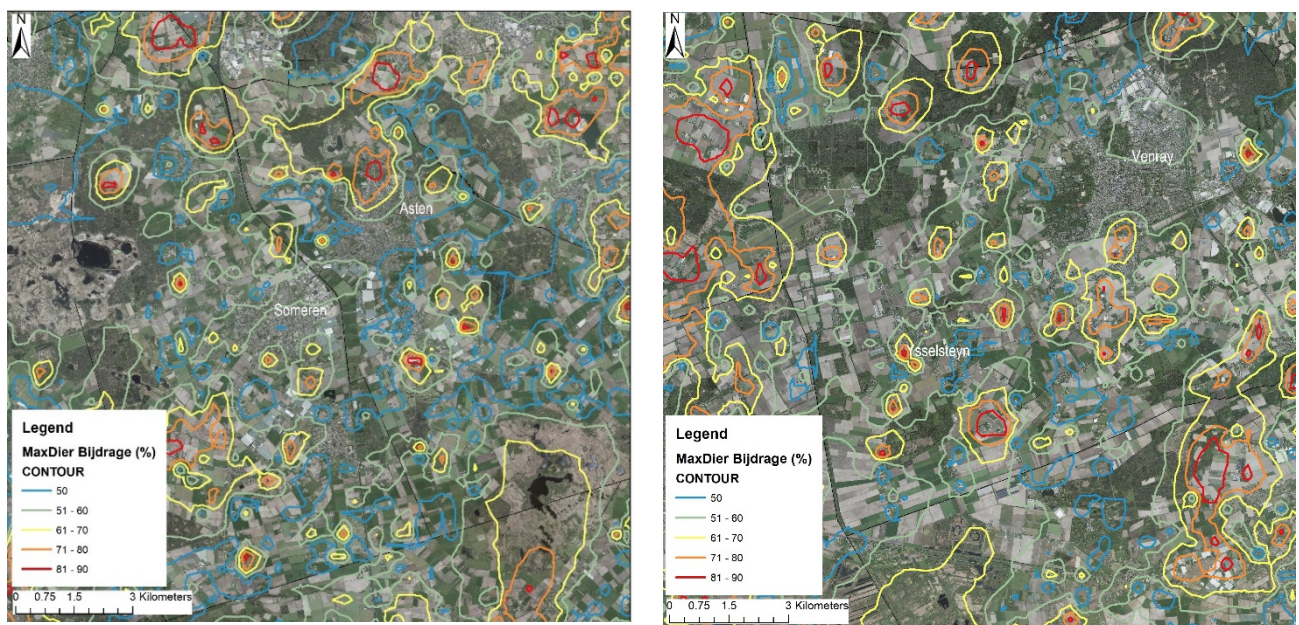 N
Asten
Someren
Legend
MaxDier Bijdrage (%)
CONTOUR
50
51 - 60
61 - 70
71 - 80
81 - 90
0 0.75 1.5 3 Kilometers
N
Venray
Ysselsteyn
Legend
MaxDier Bijdrage (%)
CONTOUR
50
51 - 60
61 - 70
71 - 80
81 - 90
0 0.75 1.5 3 Kilometers